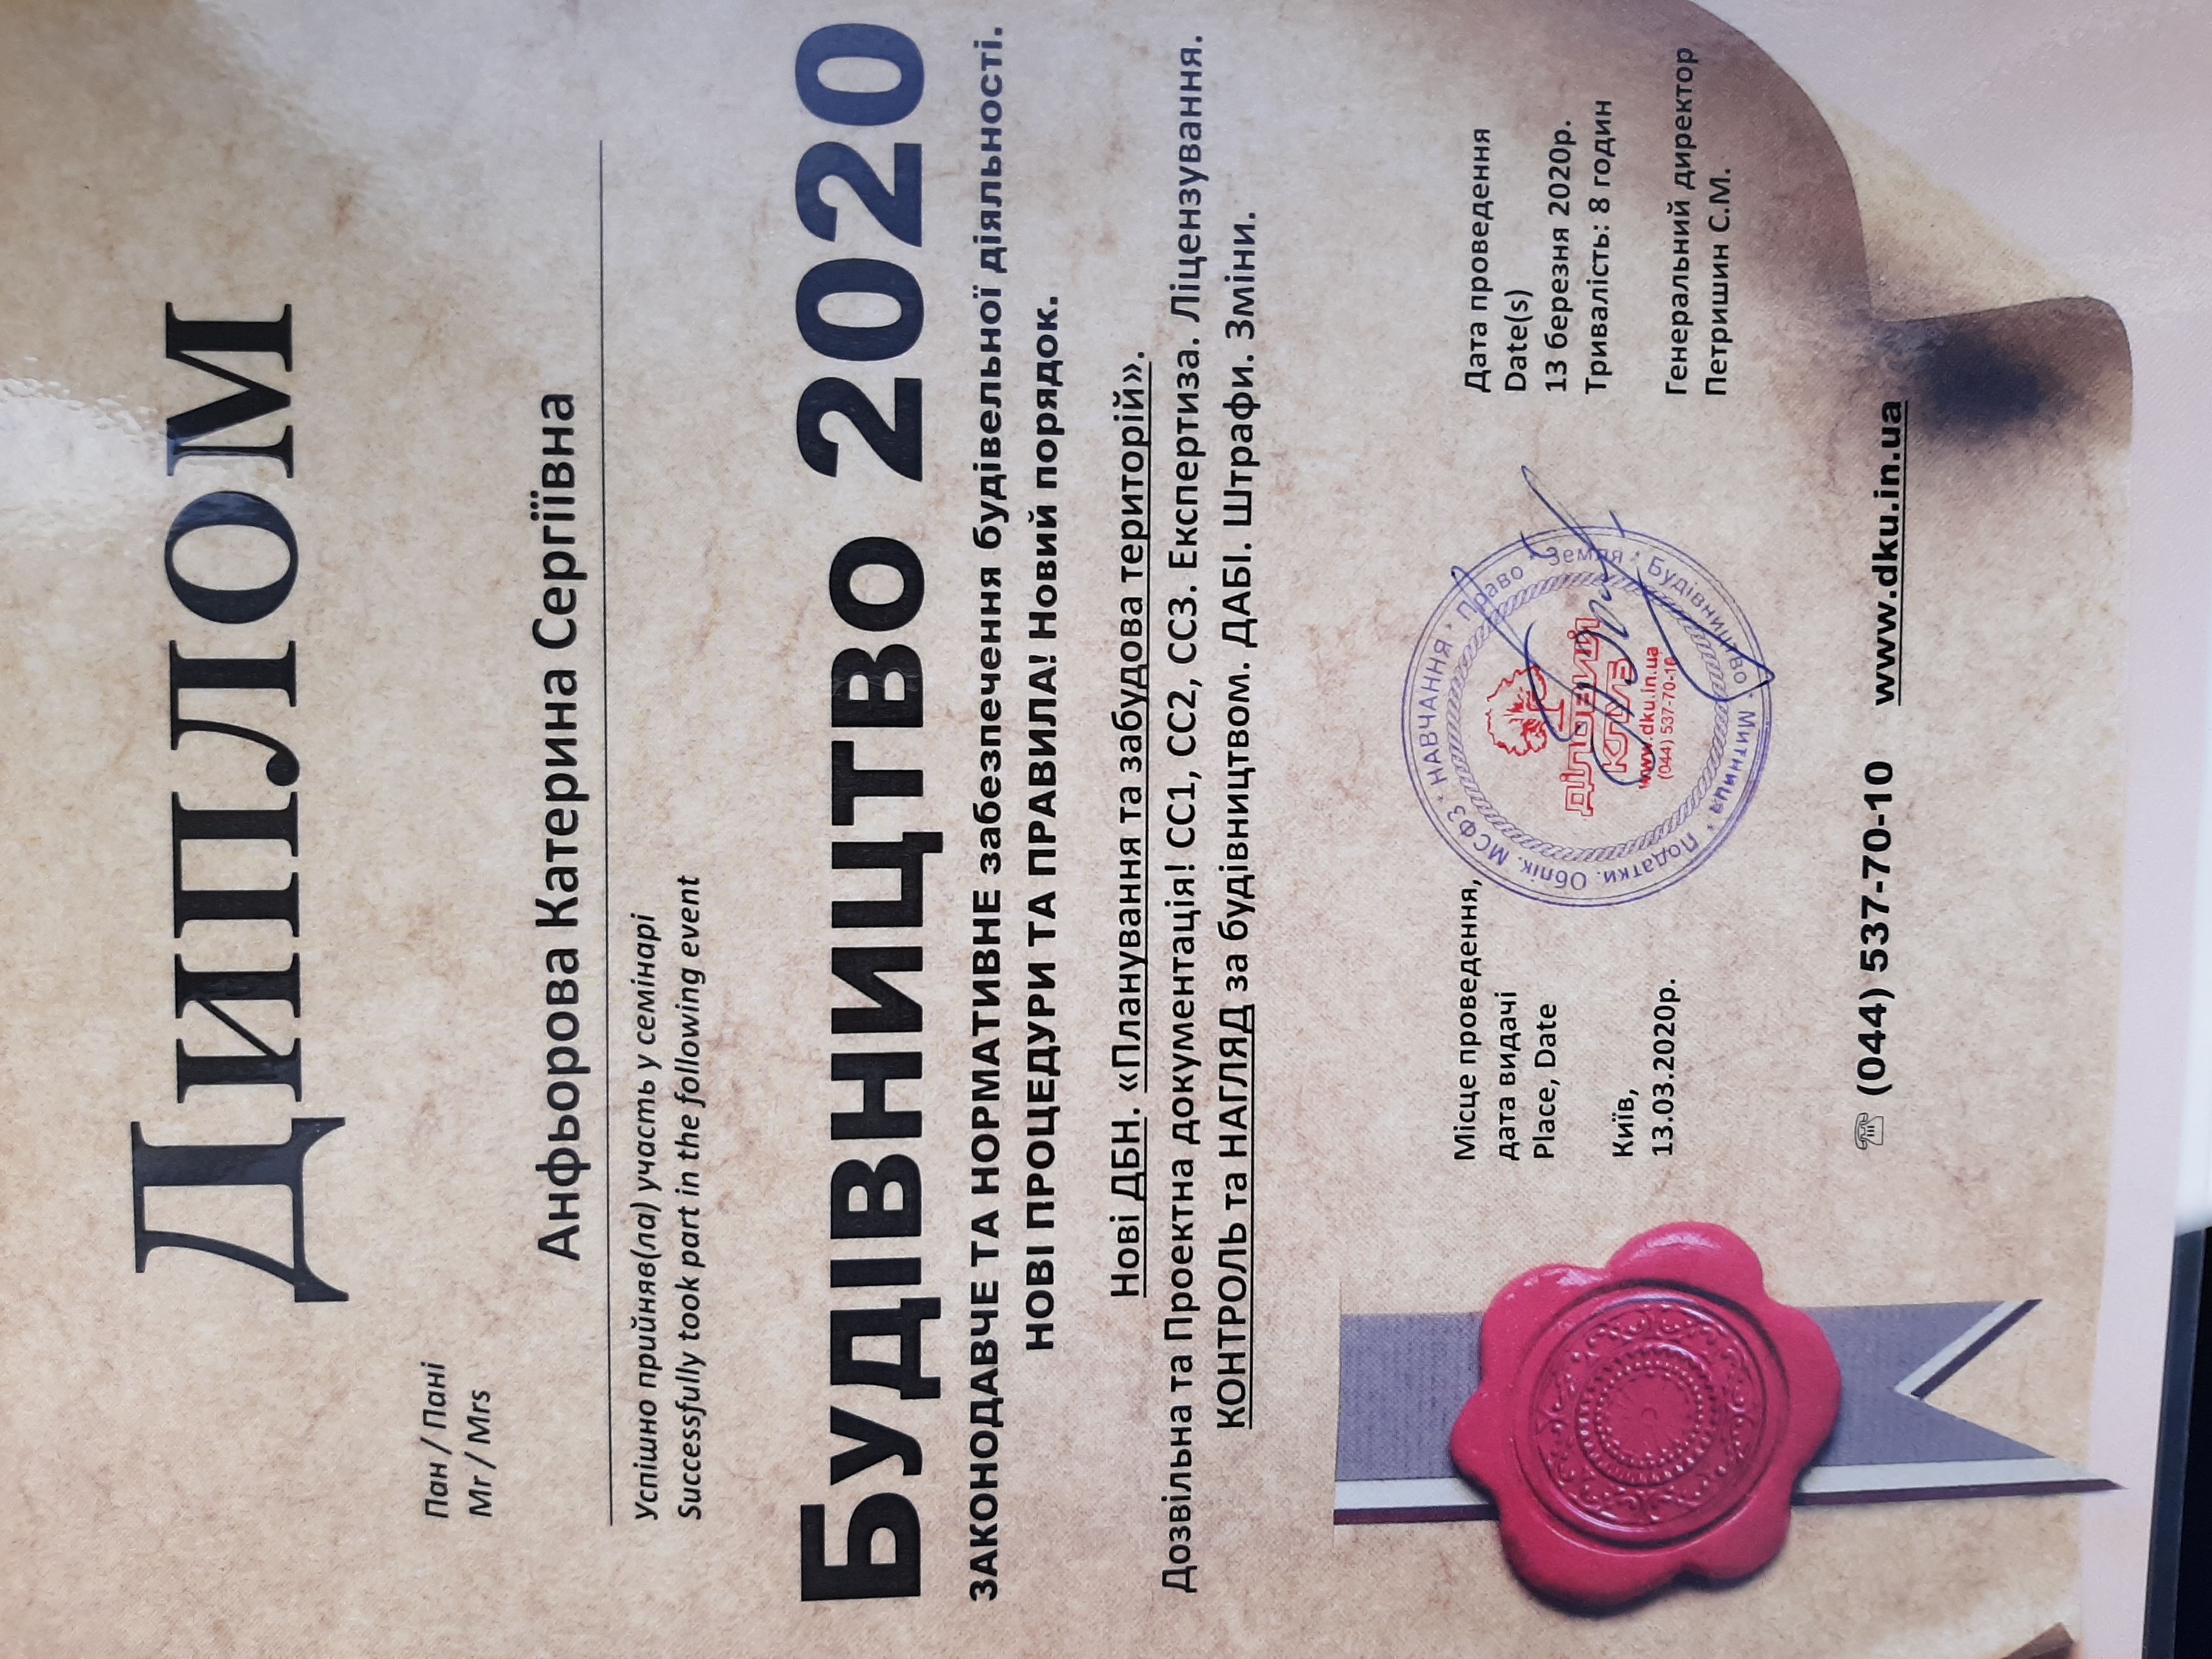 ДИПЛОМ
Пан / Пані
Mr / Mrs
Анфьорова Катерина Сергіївна
Успішно прийняв(ла) участь у семінарі
Successfully took part in the following event
БУДІВНИЦТВО 2020
ЗАКОНОДАВЧЕ ТА НОРМАТИВНЕ забезпечення будівельної діяльності.
НОВІ ПРОЦЕДУРИ ТА ПРАВИЛА! Новий порядок.
Нові ДБН. «Планування та забудова територій».
Дозвільна та Проектна документація! СС1, СС2, СС3. Експертиза. Ліцензування.
КОНТРОЛЬ та НАГЛЯД за будівництвом. ДАБІ. Штрафи. Зміни.
Місце проведення,
дата видачі
Place, Date
Київ,
13.03.2020р.
НАВЧАННЯ * Право * Земля * Будівництво * Митниця * Податки. Облік. МСФЗ *
ДІЛОВИЙ
КЛУБ
www.dku.in.ua
(044) 537-70-10
Дата проведення
Date(s)
13 березня 2020р.
Тривалість: 8 годин
Генеральний директор
Петришин С.М.
☏ (044) 537-70-10 www.dku.in.ua